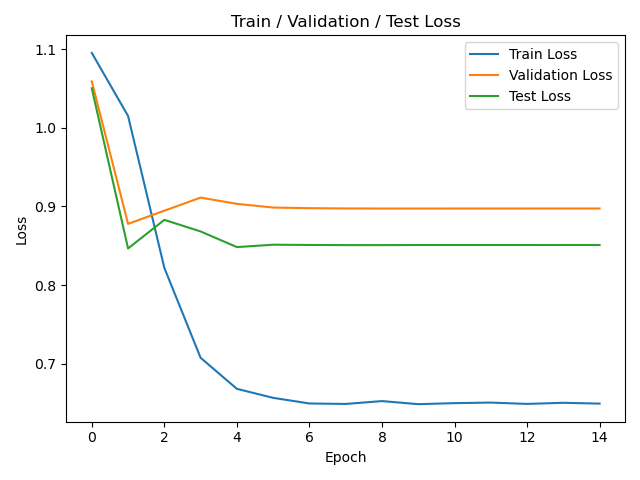 Train / Validation / Test Loss
1.1
1.0
0.9
0.8
0.7
Loss
Train Loss
Validation Loss
Test Loss
0 2 4 6 8 10 12 14
Epoch